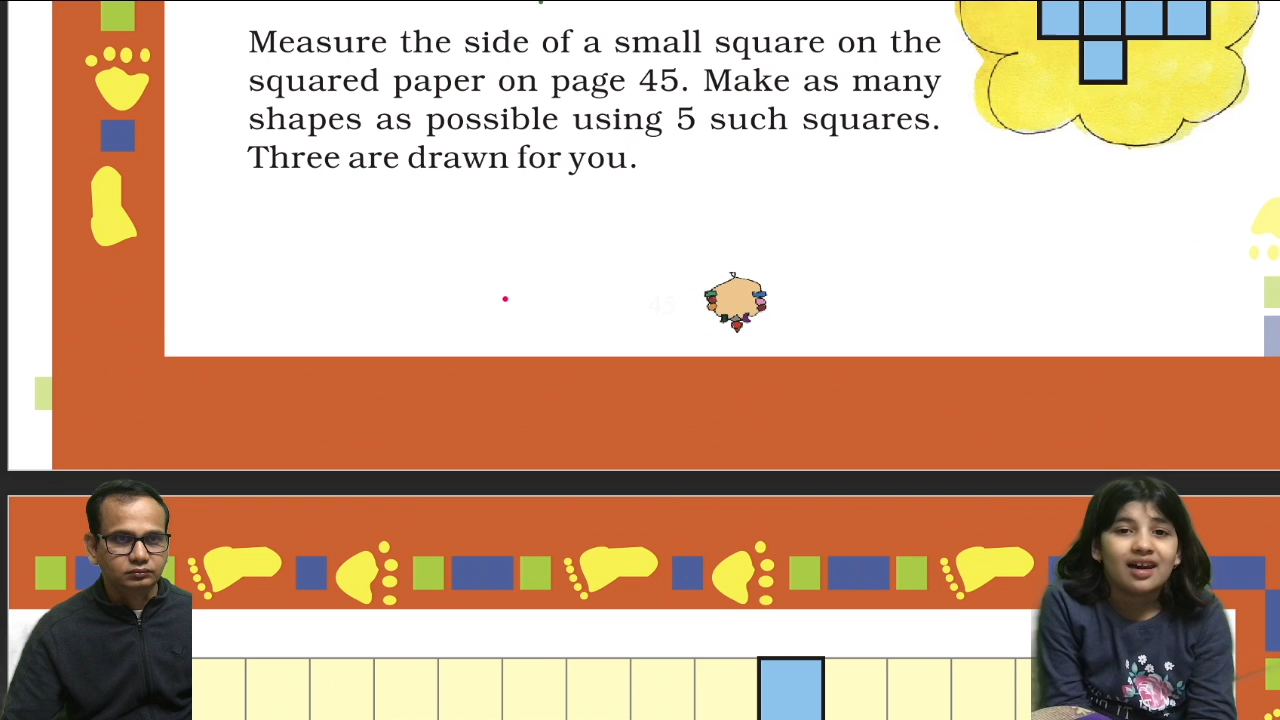 Measure the side of a small square on the
squared paper on page 45. Make as many
shapes as possible using 5 such squares.
Three are drawn for you.
45